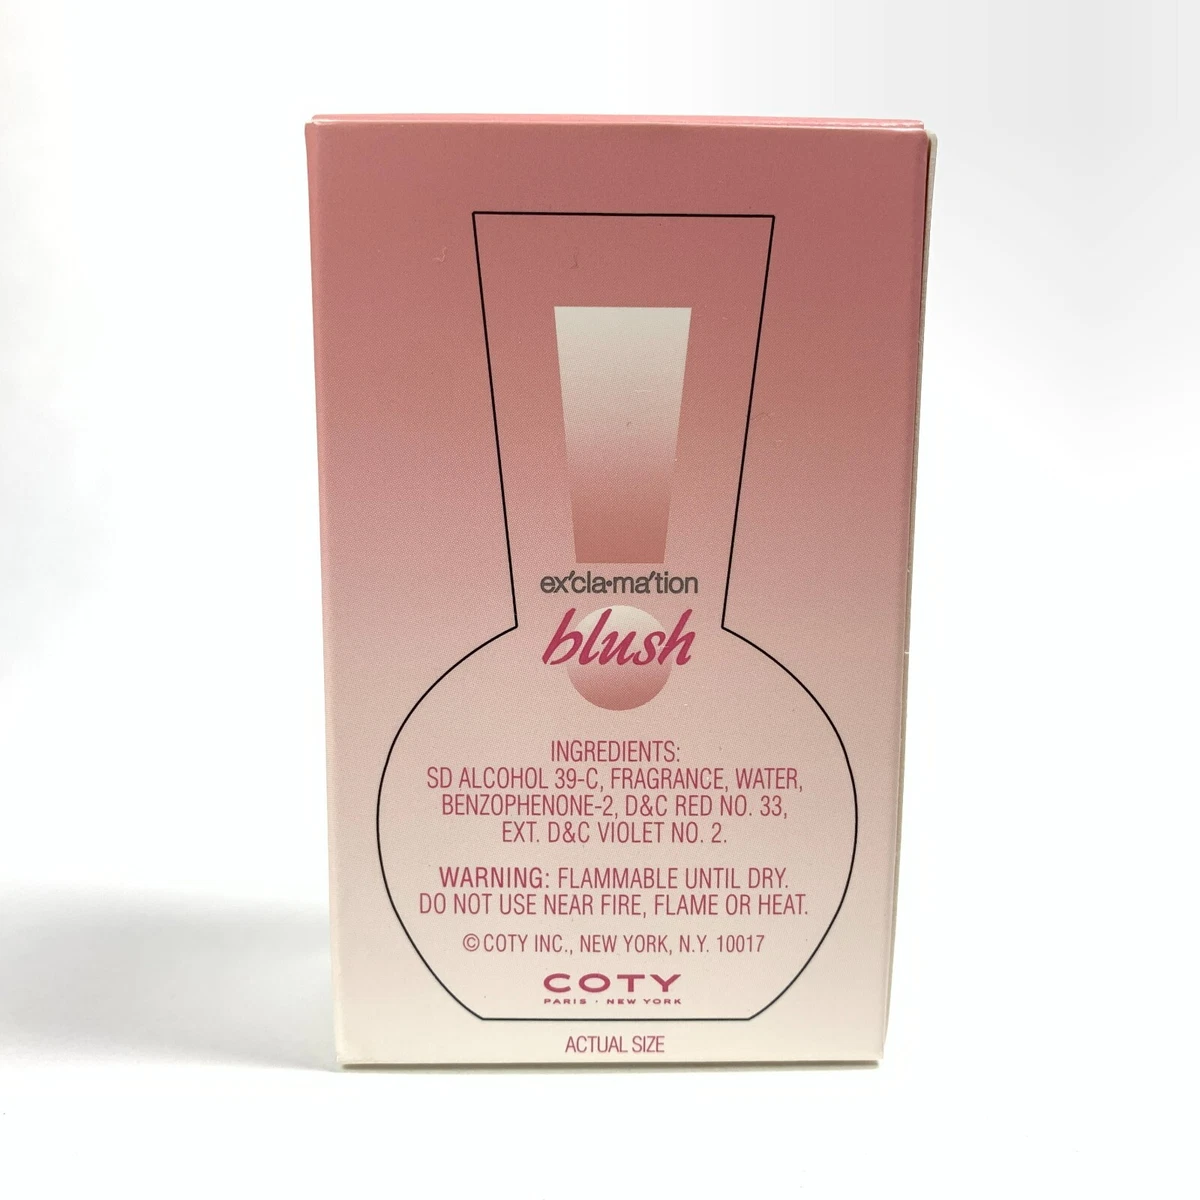 ex'cla•ma'tion
blush
INGREDIENTS:
SD ALCOHOL 39-C, FRAGRANCE, WATER,
BENZOPHENONE-2, D&C RED NO. 33,
EXT. D&C VIOLET NO. 2.
WARNING: FLAMMABLE UNTIL DRY.
DO NOT USE NEAR FIRE, FLAME OR HEAT.
© COTY INC., NEW YORK, N.Y. 10017
COTY
PARIS · NEW YORK
ACTUAL SIZE